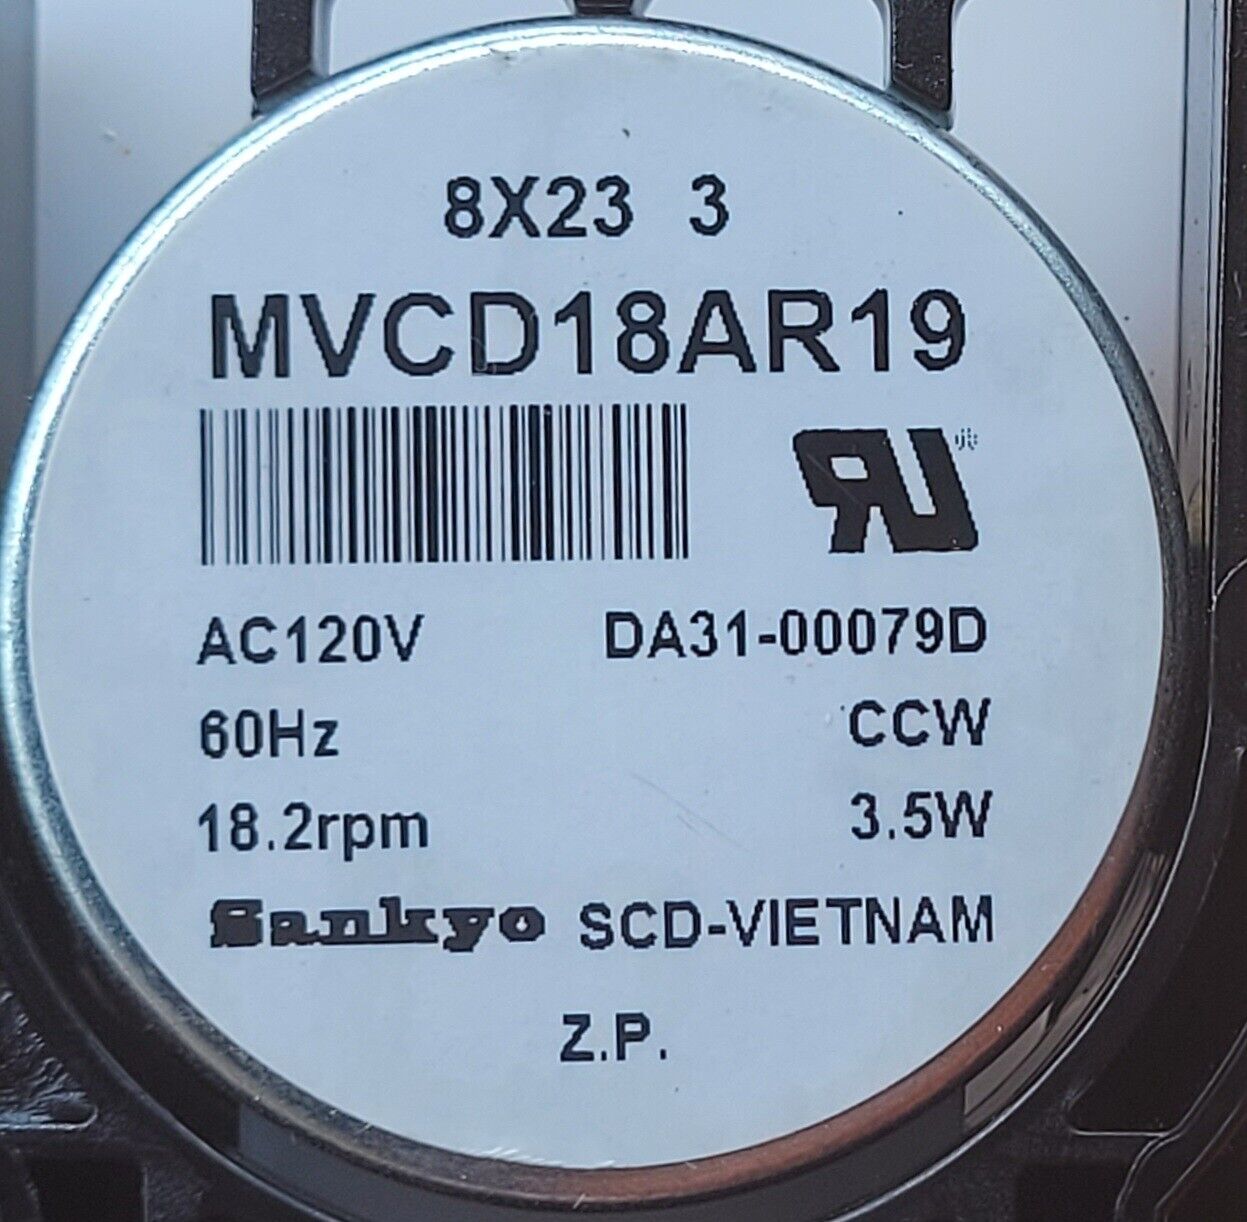 8X23 3
MVCD18AR19
AC120V DA31-00079D
60Hz CCW
18.2rpm 3.5W
Sankyo SCD-VIETNAM
Z.P.